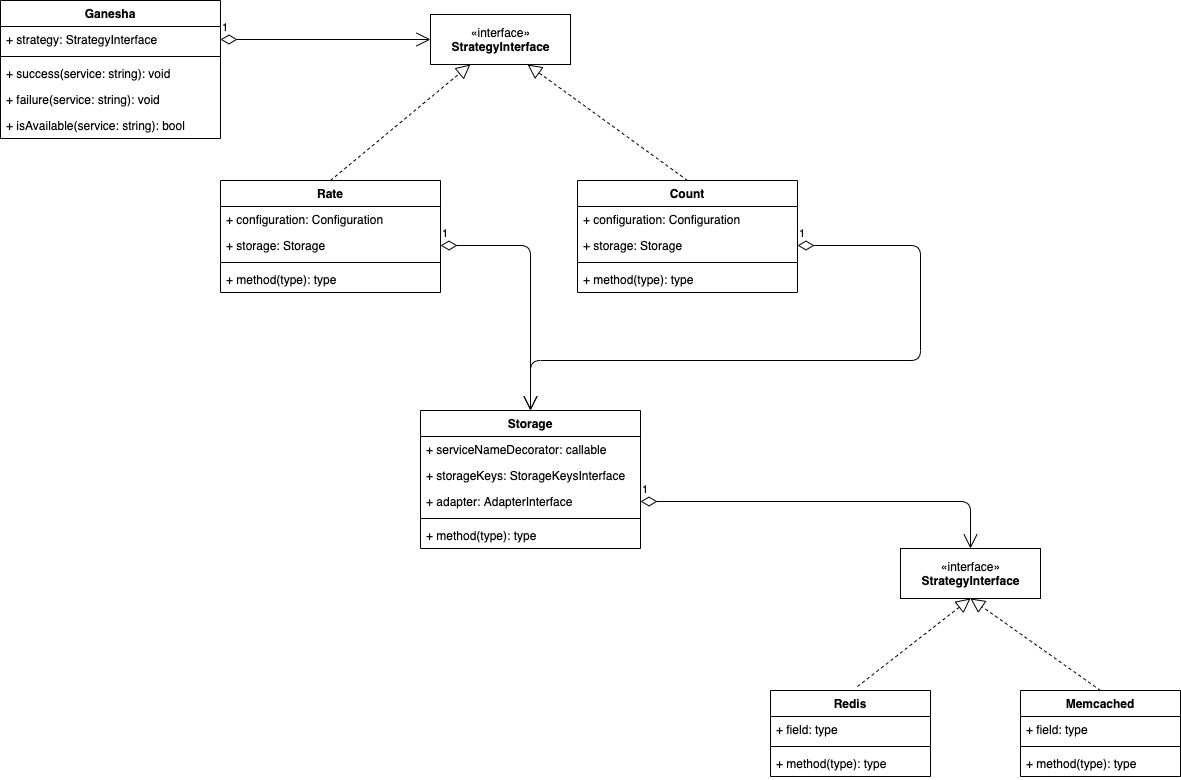 Ganesha
+ strategy: StrategyInterface
+ success(service: string): void
+ failure(service: string): void
+ isAvailable(service: string): bool
1
«interface»
StrategyInterface
Rate
+ configuration: Configuration
+ storage: Storage
+ method(type): type
1
Count
+ configuration: Configuration
+ storage: Storage
+ method(type): type
1
Storage
+ serviceNameDecorator: callable
+ storageKeys: StorageKeysInterface
+ adapter: AdapterInterface
+ method(type): type
1
«interface»
StrategyInterface
Redis
+ field: type
+ method(type): type
Memcached
+ field: type
+ method(type): type